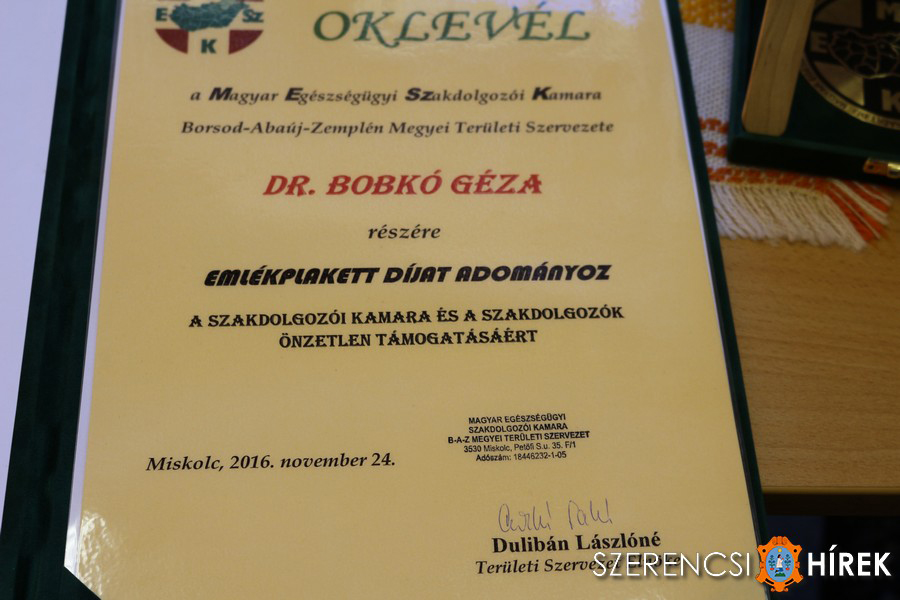 E SZ
K
OKLEVÉL
a Magyar Egészségügyi Szakdolgozói Kamara
Borsod-Abaúj-Zemplén Megyei Területi Szervezete
DR. BOBKÓ GÉZA
részére
EMLÉKPLAKETT DÍJAT ADOMÁNYOZ
A SZAKDOLGOZÓI KAMARA ÉS A SZAKDOLGOZÓK
ÖNZETLEN TÁMOGATÁSÁÉRT
MAGYAR EGÉSZSÉGÜGYI
SZAKDOLGOZÓI KAMARA
B-A-Z MEGYEI TERÜLETI SZERVEZET
3530 Miskolc, Petőfi S.u. 35. F/1
Adószám: 18446232-1-05
Miskolc, 2016. november 24.
Dulibán Lászlóné
Területi Szervezet
SZERENCSI HÍREK
M
E
K